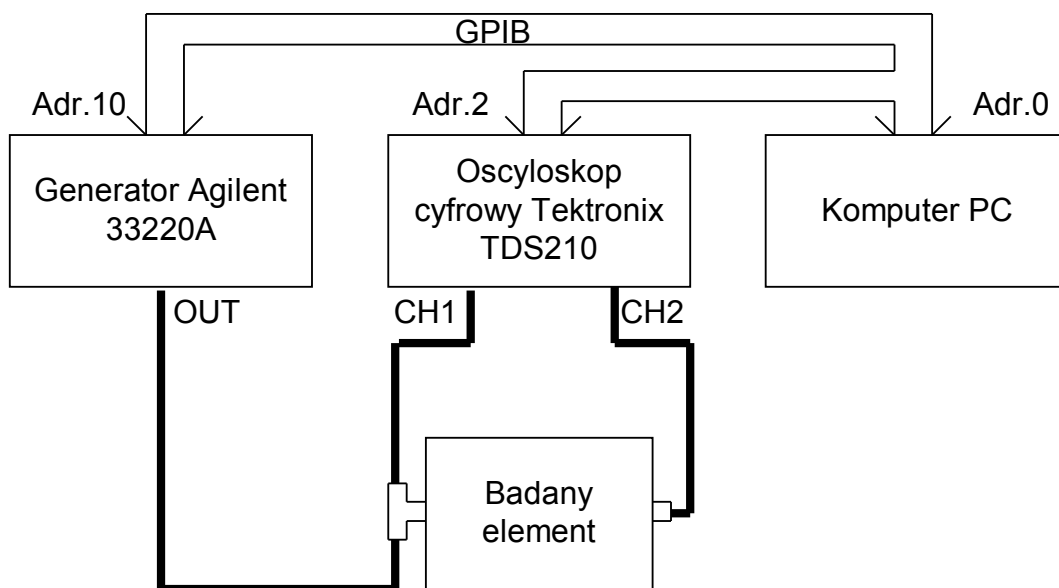 GPIB
Adr.10
Adr.2
Adr.0
Generator Agilent
33220A
Oscyloskop
cyfrowy Tektronix
TDS210
Komputer PC
OUT
CH1
CH2
Badany
element